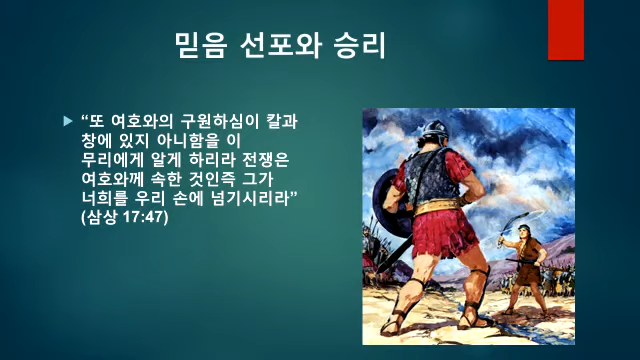 믿음 선포와 승리
“또 여호와의 구원하심이 칼과
창에 있지 아니함을 이
무리에게 알게 하리라 전쟁은
여호와께 속한 것인즉 그가
너희를 우리 손에 넘기시리라”
(삼상 17:47)